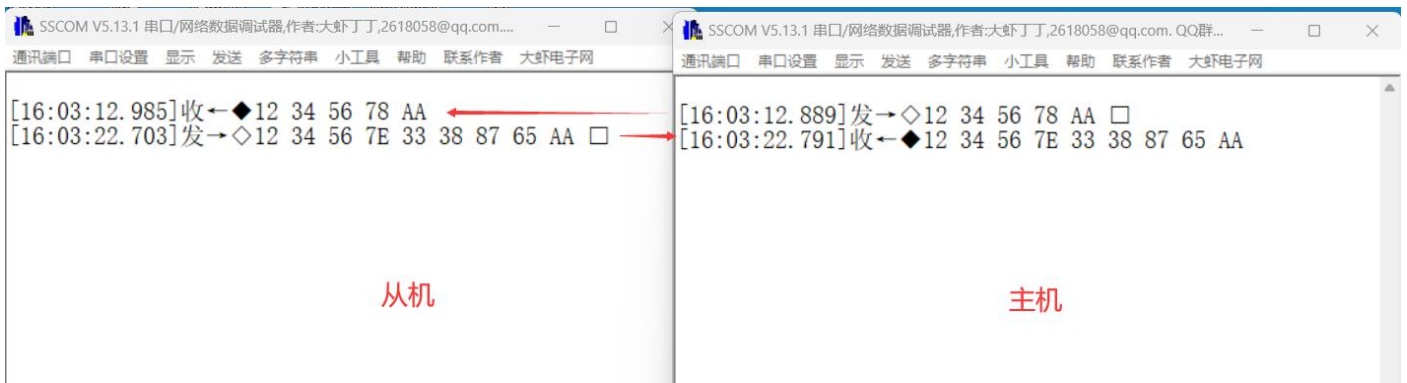 SSCOM V5.13.1 串口/网络数据调试器,作者:大虾丁丁,2618058@qq.com....
通讯端口 串口设置 显示 发送 多字符串 小工具 帮助 联系作者 大虾电子网
[16:03:12.985]收←◆12 34 56 78 AA
[16:03:22.703]发→◇12 34 56 7E 33 38 87 65 AA □
从机
SSCOM V5.13.1 串口/网络数据调试器,作者:大虾丁丁,2618058@qq.com. QQ群...
通讯端口 串口设置 显示 发送 多字符串 小工具 帮助 联系作者 大虾电子网
[16:03:12.889]发→◇12 34 56 78 AA □
[16:03:22.791]收←◆12 34 56 7E 33 38 87 65 AA
主机